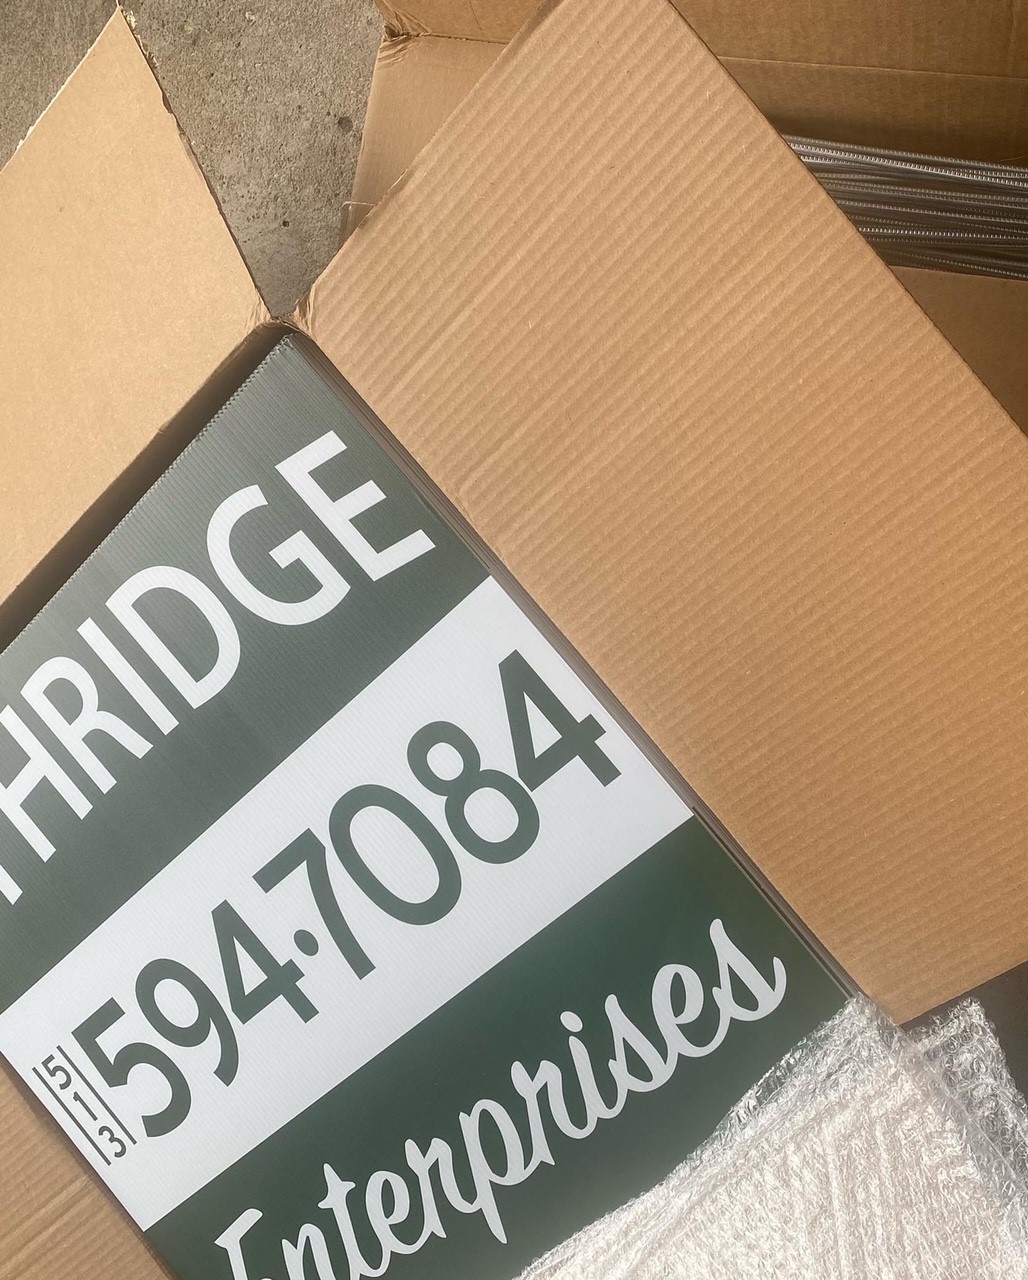 HRIDGE
513 594·7084
Enterprises